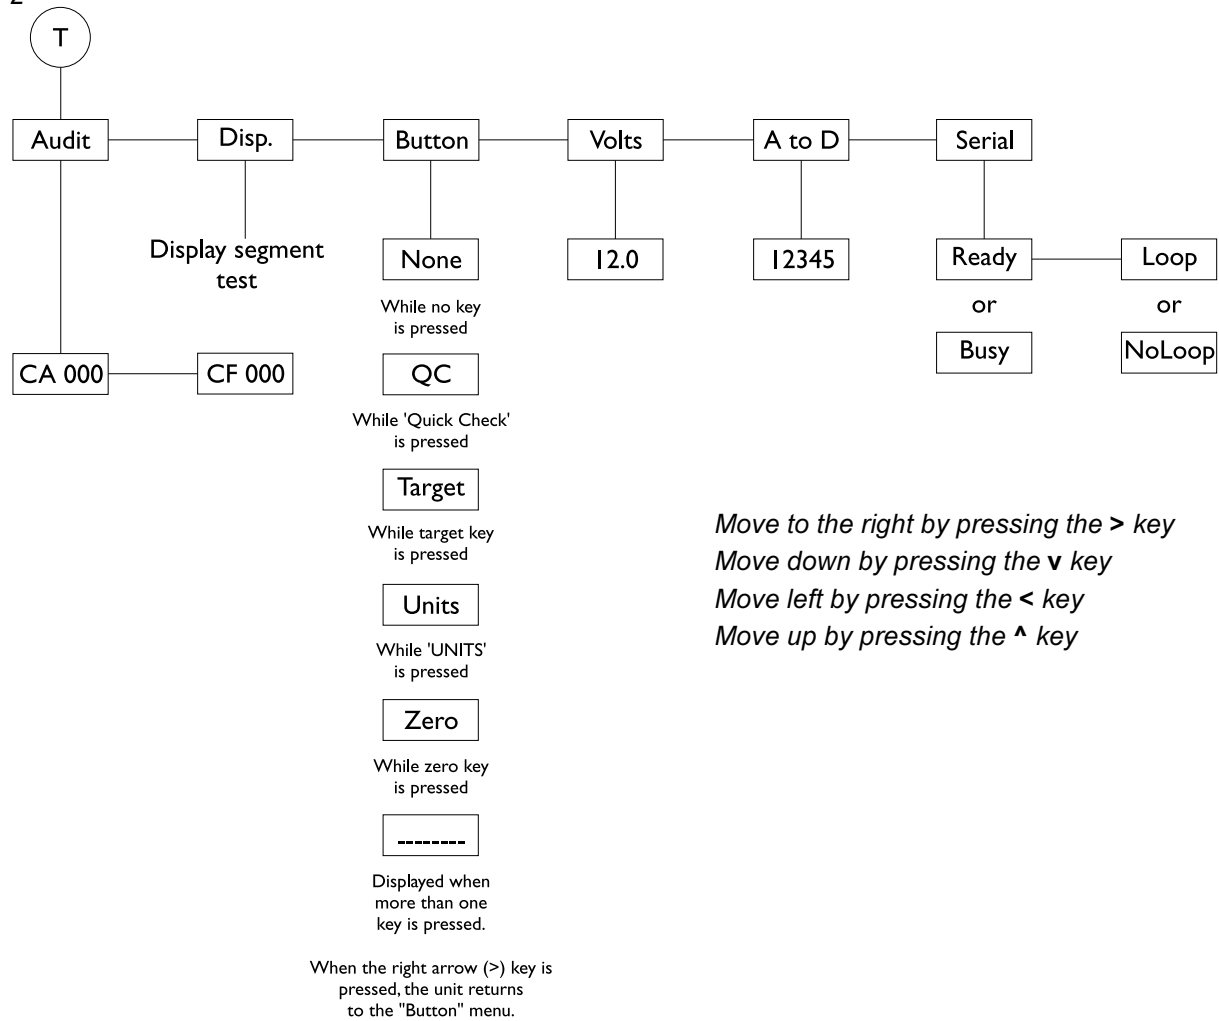 2
T
Audit
Disp.
Button
Volts
A to D
Serial
Display segment
test
None
While no key
is pressed
12.0
12345
Ready
or
Busy
Loop
or
NoLoop
CA 000
CF 000
QC
While 'Quick Check'
is pressed
Target
While target key
is pressed
Units
While 'UNITS'
is pressed
Zero
While zero key
is pressed
--------
Displayed when
more than one
key is pressed.
When the right arrow (>) key is
pressed, the unit returns
to the "Button" menu.
Move to the right by pressing the > key
Move down by pressing the v key
Move left by pressing the < key
Move up by pressing the ^ key